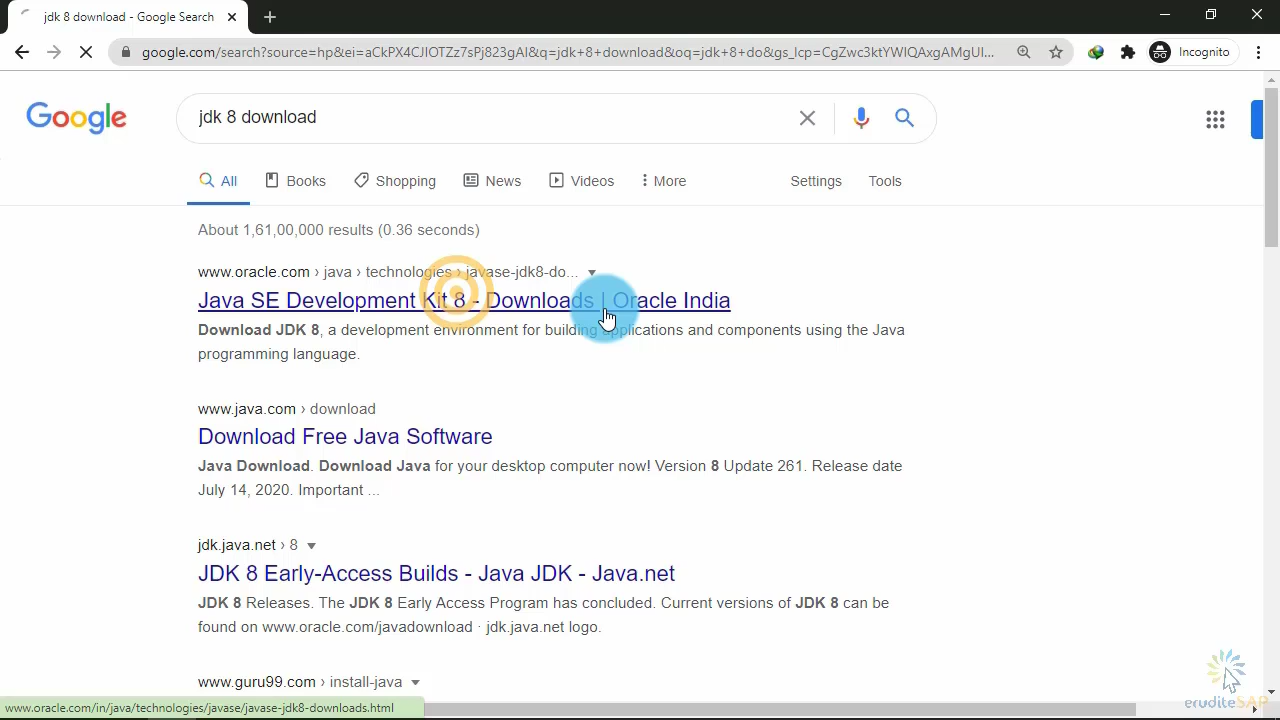 jdk 8 download - Google Search
google.com/search?source=hp&ei=aCkPX4CJIOTZz7sPj823gAI&q=jdk+8+download&oq=jdk+8+do&gs_lcp=CgZwc3ktYWIQAxgAMgUI...
Incognito
Google
jdk 8 download
All
Books
Shopping
News
Videos
More
Settings
Tools
About 1,61,00,000 results (0.36 seconds)
www.oracle.com › java › technologies › javase-jdk8-do...
Java SE Development Kit 8 - Downloads | Oracle India
Download JDK 8, a development environment for building applications and components using the Java
programming language.
www.java.com › download
Download Free Java Software
Java Download. Download Java for your desktop computer now! Version 8 Update 261. Release date
July 14, 2020. Important ...
jdk.java.net › 8
JDK 8 Early-Access Builds - Java JDK - Java.net
JDK 8 Releases. The JDK 8 Early Access Program has concluded. Current versions of JDK 8 can be
found on www.oracle.com/javadownload · jdk.java.net logo.
www.guru99.com › install-java
www.oracle.com/in/java/technologies/javase/javase-jdk8-downloads.html
eruditeSAP